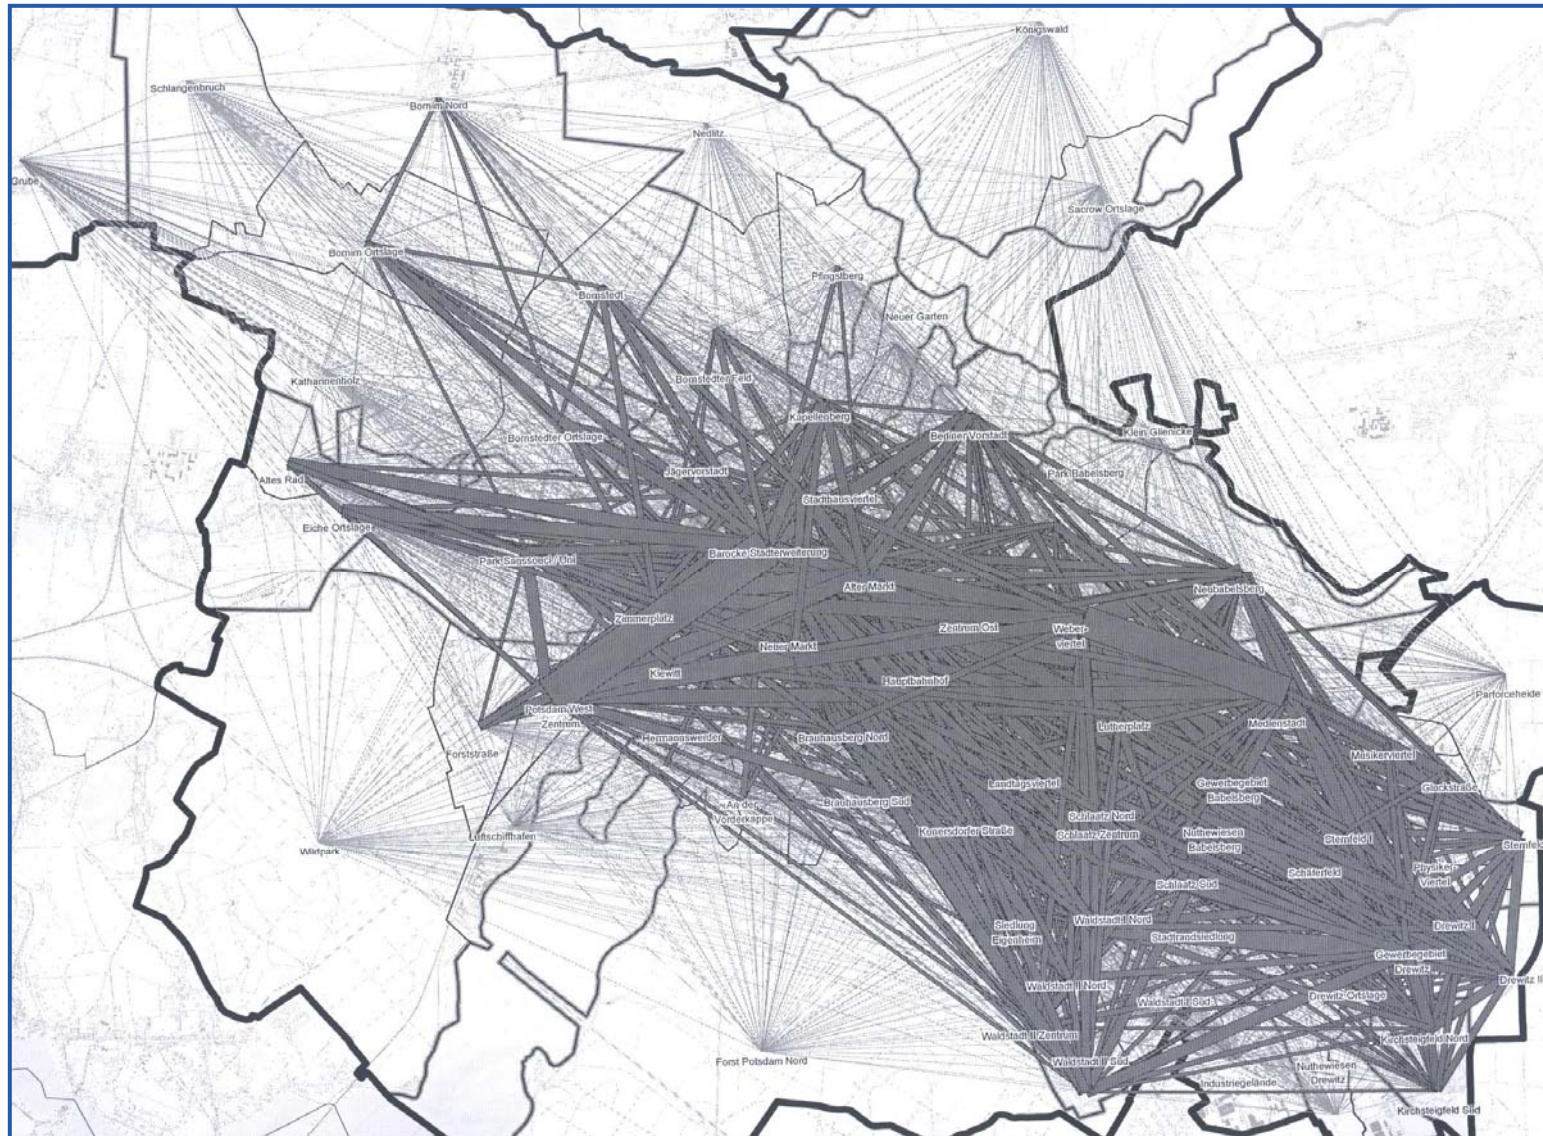 Königswald
Schlangenbruch
Bornim Nord
Nedlitz
Grube
Sacrow Ortslage
Bornim Ortslage
Pfingstberg
Bornstedt
Neuer Garten
Katharinenholz
Bornstedter Feld
Kapellenberg
Bornstedter Ortslage
Berliner Vorstadt
Klein Glienicke
Jägervorstadt
Park Babelsberg
Altes Rad
Stadthausviertel
Eiche Ortslage
Barocke Stadterweiterung
Park Sanssouci / Uni
Alter Markt
Neubabelsberg
Zimmerplatz
Zentrum Ost
Weber-
viertel
Neuer Markt
Kiewitt
Hauptbahnhof
Parforceheide
Potsdam West
Zentrum
Hermannswerder
Brauhausberg Nord
Lutherplatz
Medienstadt
Forststraße
Musikerviertel
Landtagsviertel
Gewerbegebiet
Babelsberg
Gluckstraße
Brauhausberg Süd
An der
Vorderkappe
Schlaatz Nord
Kunersdorfer Straße
Schlaatz Zentrum
Nuthewiesen
Babelsberg
Luftschiffhafen
Sternfeld I
Sternfeld
Wildpark
Physiker-
Viertel
Schäferfeld
Schlaatz Süd
Siedlung
Eigenheim
Waldstadt I Nord
Drewitz I
Stadtrandsiedlung
Gewerbegebiet
Drewitz
Drewitz II
Waldstadt II Nord
Drewitz Ortslage
Waldstadt I Süd
Waldstadt II Zentrum
Kirchsteigfeld Nord
Forst Potsdam Nord
Waldstadt II Süd
Nuthewiesen
Drewitz
Industriegelände
Kirchsteigfeld Süd